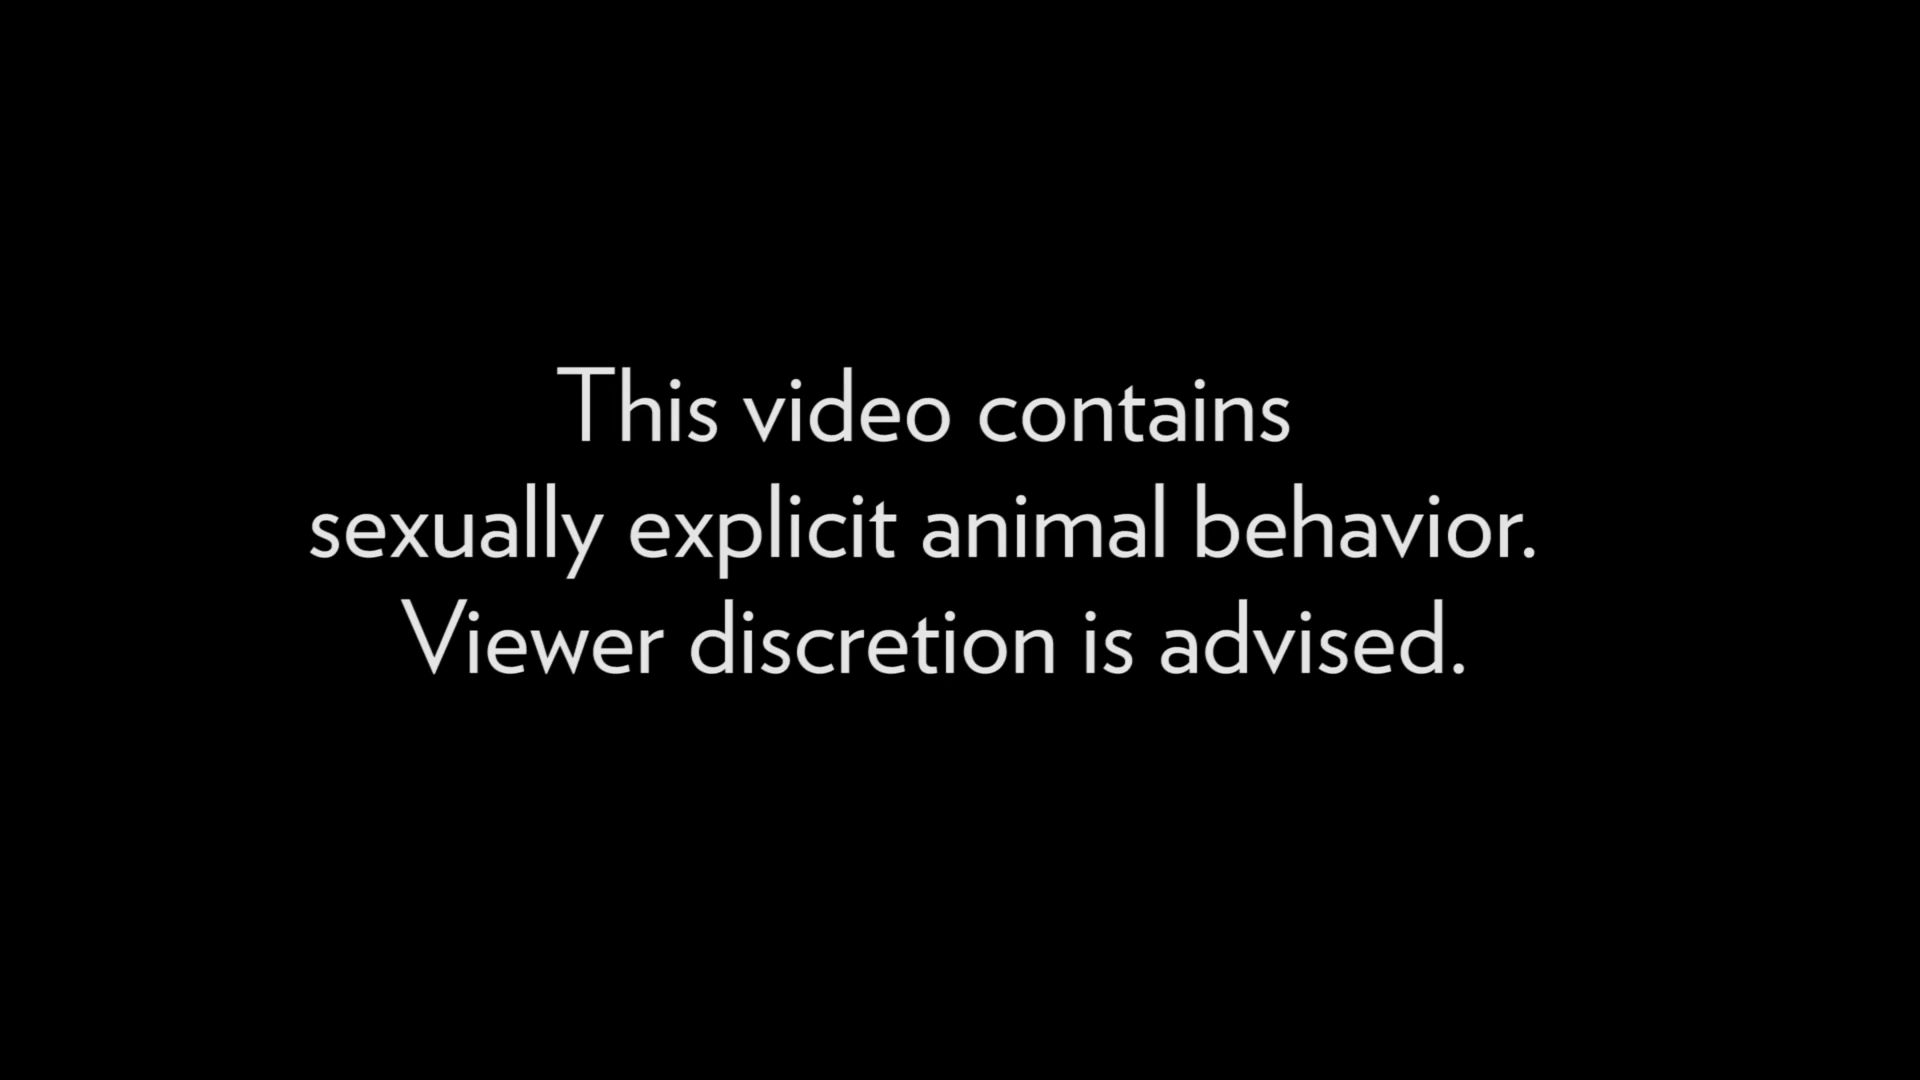 This video contains
sexually explicit animal behavior.
Viewer discretion is advised.